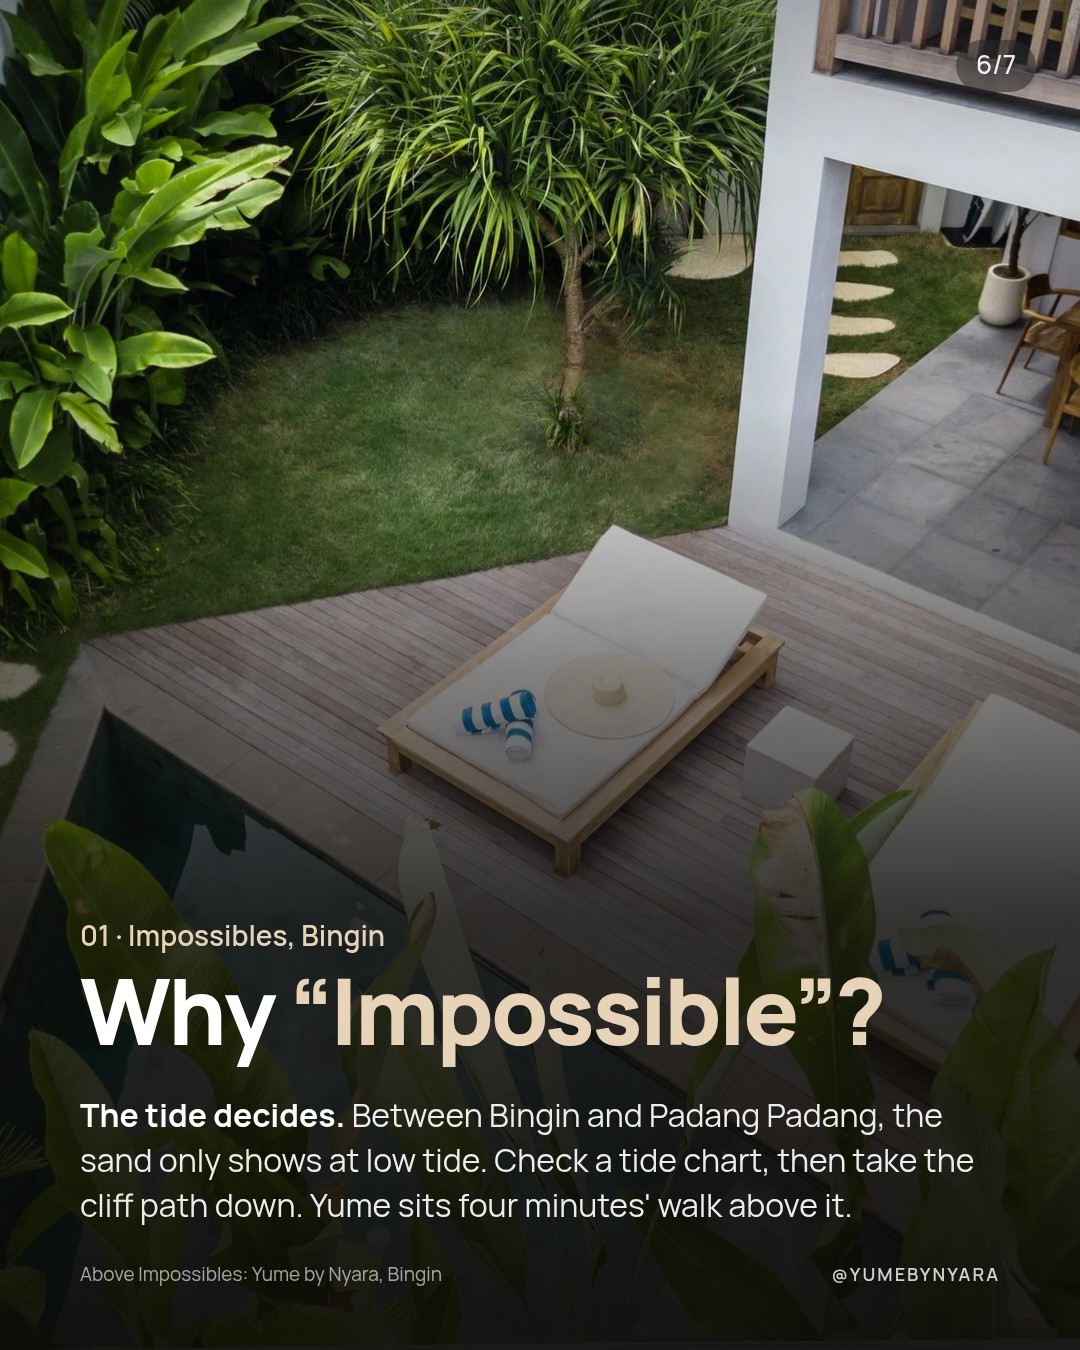 6/7
01 · Impossibles, Bingin
Why “Impossible”?
The tide decides. Between Bingin and Padang Padang, the
sand only shows at low tide. Check a tide chart, then take the
cliff path down. Yume sits four minutes' walk above it.
Above Impossibles: Yume by Nyara, Bingin
@YUMEBYNYARA